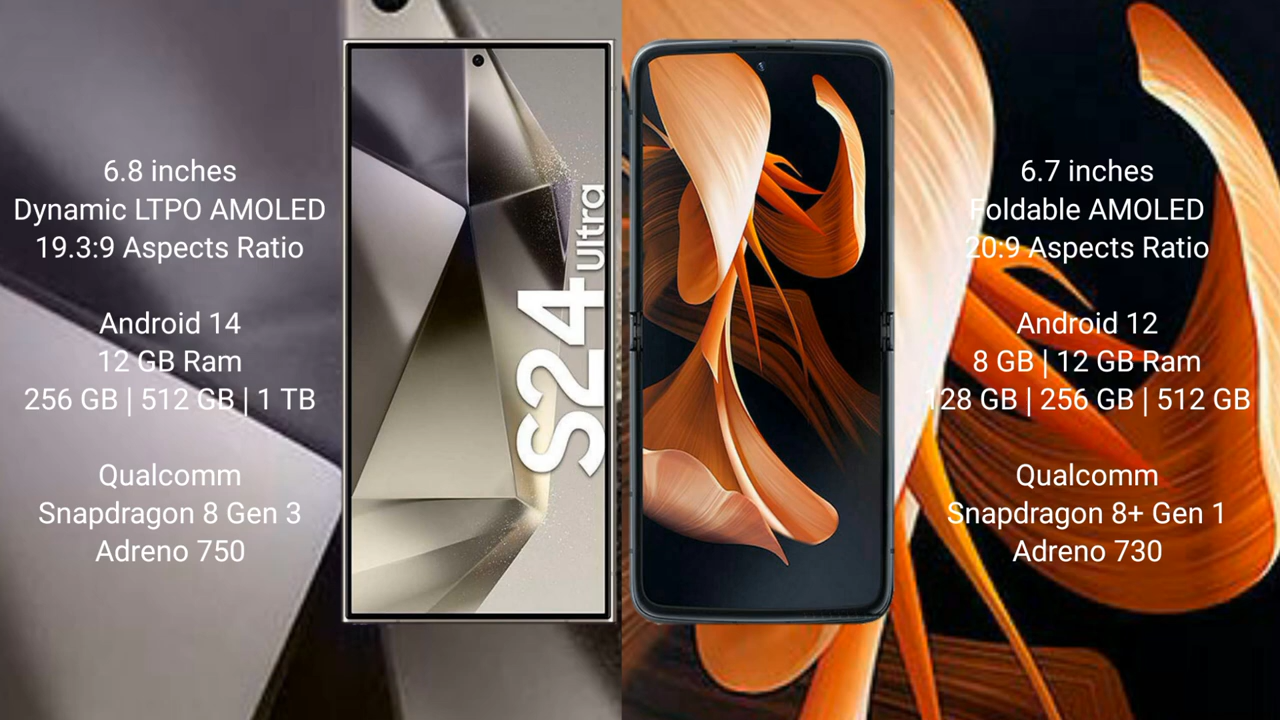 6.8 inches
Dynamic LTPO AMOLED
19.3:9 Aspects Ratio
Android 14
12 GB Ram
256 GB | 512 GB | 1 TB
Qualcomm
Snapdragon 8 Gen 3
Adreno 750
S24 ultra
6.7 inches
Foldable AMOLED
20:9 Aspects Ratio
Android 12
8 GB | 12 GB Ram
128 GB | 256 GB | 512 GB
Qualcomm
Snapdragon 8+ Gen 1
Adreno 730